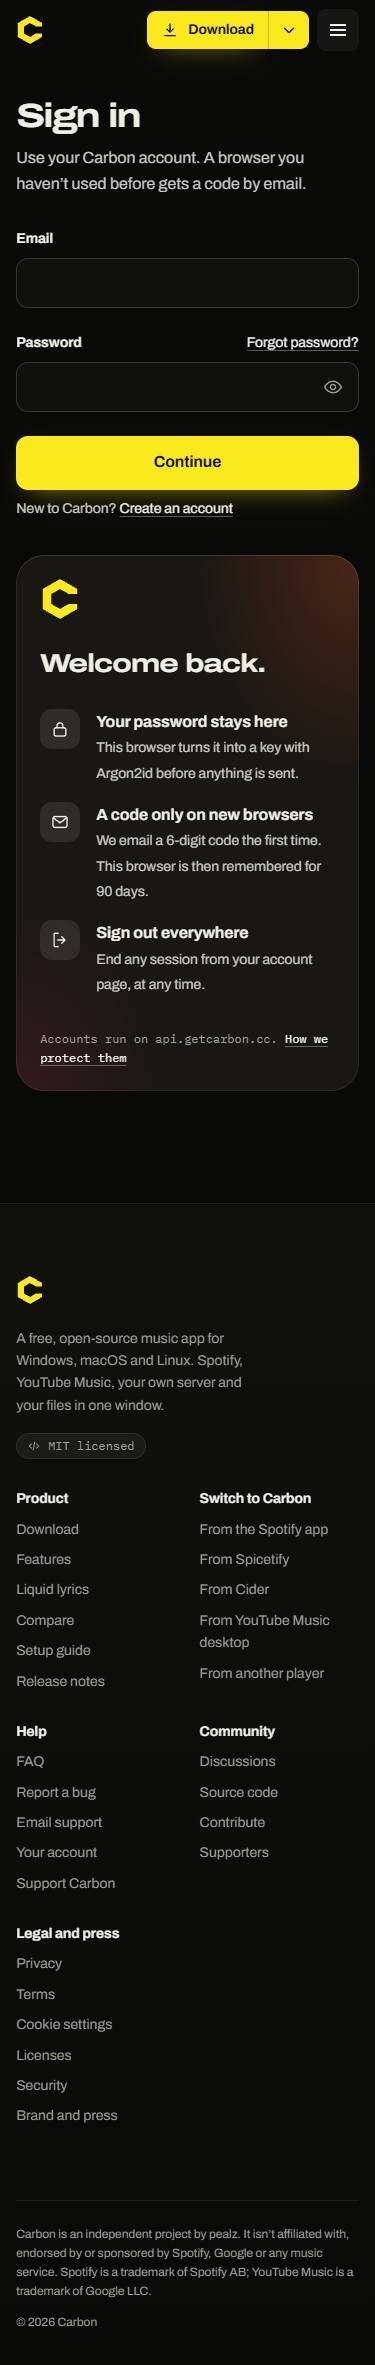 Download
Sign in
Use your Carbon account. A browser you
haven't used before gets a code by email.
Email
Password
Forgot password?
Continue
New to Carbon? Create an account
Welcome back.
Your password stays here
This browser turns it into a key with
Argon2id before anything is sent.
A code only on new browsers
We email a 6-digit code the first time.
This browser is then remembered for
90 days.
Sign out everywhere
End any session from your account
page, at any time.
Accounts run on api.getcarbon.cc. How we
protect them
A free, open-source music app for
Windows, macOS and Linux. Spotify,
YouTube Music, your own server and
your files in one window.
MIT licensed
Product
Download
Features
Liquid lyrics
Compare
Setup guide
Release notes
Switch to Carbon
From the Spotify app
From Spicetify
From Cider
From YouTube Music
desktop
From another player
Help
FAQ
Report a bug
Email support
Your account
Support Carbon
Community
Discussions
Source code
Contribute
Supporters
Legal and press
Privacy
Terms
Cookie settings
Licenses
Security
Brand and press
Carbon is an independent project by pealz. It isn't affiliated with,
endorsed by or sponsored by Spotify, Google or any music
service. Spotify is a trademark of Spotify AB; YouTube Music is a
trademark of Google LLC.
© 2026 Carbon